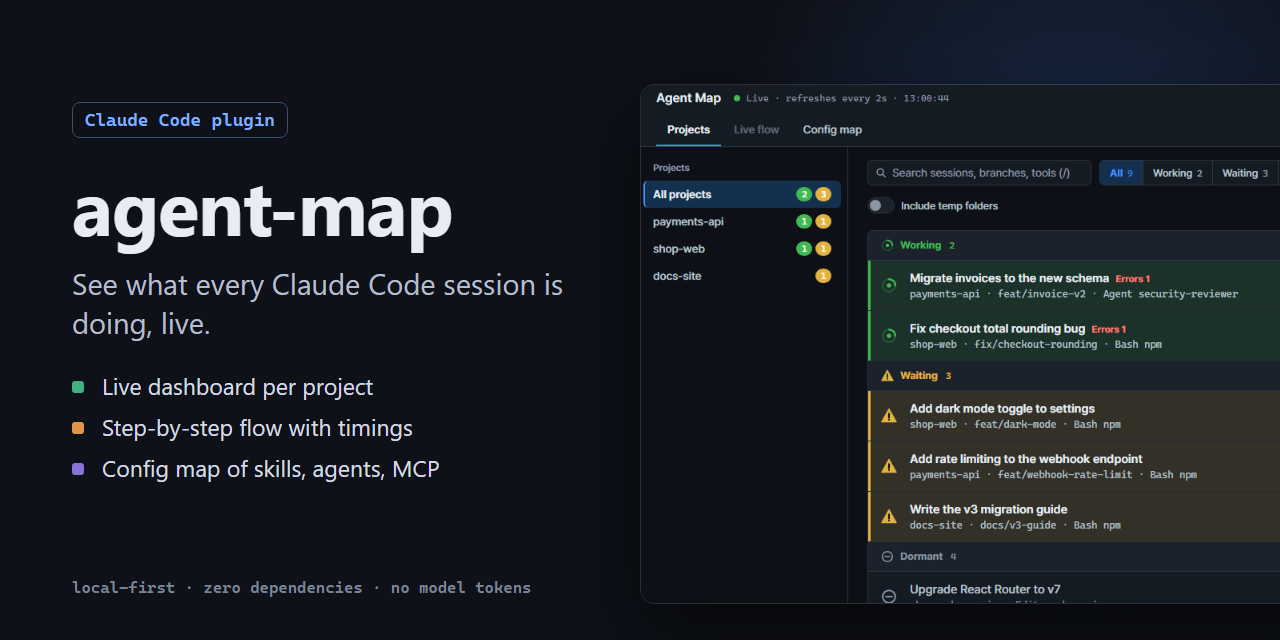 Claude Code plugin
agent-map
See what every Claude Code session is
doing, live.
Live dashboard per project
Step-by-step flow with timings
Config map of skills, agents, MCP
local-first · zero dependencies · no model tokens
Agent Map Live · refreshes every 2s · 13:00:44
Projects Live flow Config map
Projects
All projects 2 3
payments-api 1 1
shop-web 1 1
docs-site 1
Search sessions, branches, tools (/) All 9 Working 2 Waiting 3
Include temp folders
Working 2
Migrate invoices to the new schema Errors 1
payments-api · feat/invoice-v2 · Agent security-reviewer
Fix checkout total rounding bug Errors 1
shop-web · fix/checkout-rounding · Bash npm
Waiting 3
Add dark mode toggle to settings
shop-web · feat/dark-mode · Bash npm
Add rate limiting to the webhook endpoint
payments-api · feat/webhook-rate-limit · Bash npm
Write the v3 migration guide
docs-site · docs/v3-guide · Bash npm
Dormant 4
Upgrade React Router to v7